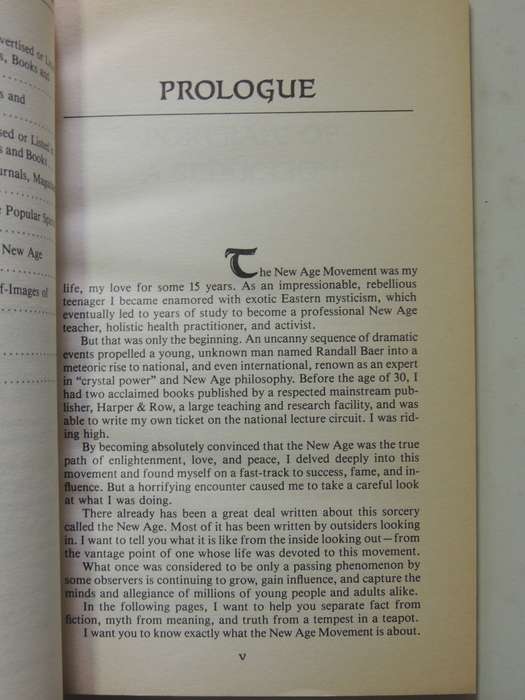 vertised or
s, Books and
s and
sed or Listed
s and Books
urnals, Magazi
Popular
New Age
f-Images of
PROLOGUE
The New Age Movement was my
life, my love for some 15 years. As an impressionable, rebellious
teenager I became enamored with exotic Eastern mysticism, which
eventually led to years of study to become a professional New Age
teacher, holistic health practitioner, and activist.
But that was only the beginning. An uncanny sequence of dramatic
events propelled a young, unknown man named Randall Baer into a
meteoric rise to national, and even international, renown as an expert
in "crystal power" and New Age philosophy. Before the age of 30, I
had two acclaimed books published by a respected mainstream pub-
lisher, Harper & Row, a large teaching and research facility, and was
able to write my own ticket on the national lecture circuit. I was rid-
ing high.
By becoming absolutely convinced that the New Age was the true
path of enlightenment, love, and peace, I delved deeply into this
movement and found myself on a fast-track to success, fame, and in-
fluence. But a horrifying encounter caused me to take a careful look
at what I was doing.
There already has been a great deal written about this sorcery
called the New Age. Most of it has been written by outsiders looking
in. I want to tell you what it is like from the inside looking out—from
the vantage point of one whose life was devoted to this movement.
What once was considered to be only a passing phenomenon by
some observers is continuing to grow, gain influence, and capture the
minds and allegiance of millions of young people and adults alike.
In the following pages, I want to help you separate fact from
fiction, myth from meaning, and truth from a tempest in a teapot.
I want you to know exactly what the New Age Movement is about.
v